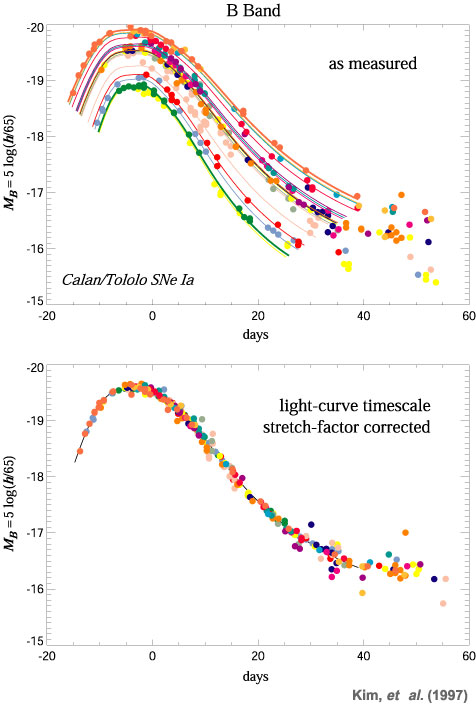 B Band
as measured
M_B = 5 log(h/65)
-20
-19
-18
-17
-16
-15
Calan/Tololo SNe Ia
-20 0 20 40 60
days
light-curve timescale
stretch-factor corrected
M_B = 5 log(h/65)
-20
-19
-18
-17
-16
-15
-20 0 20 40 60
days
Kim, et al. (1997)